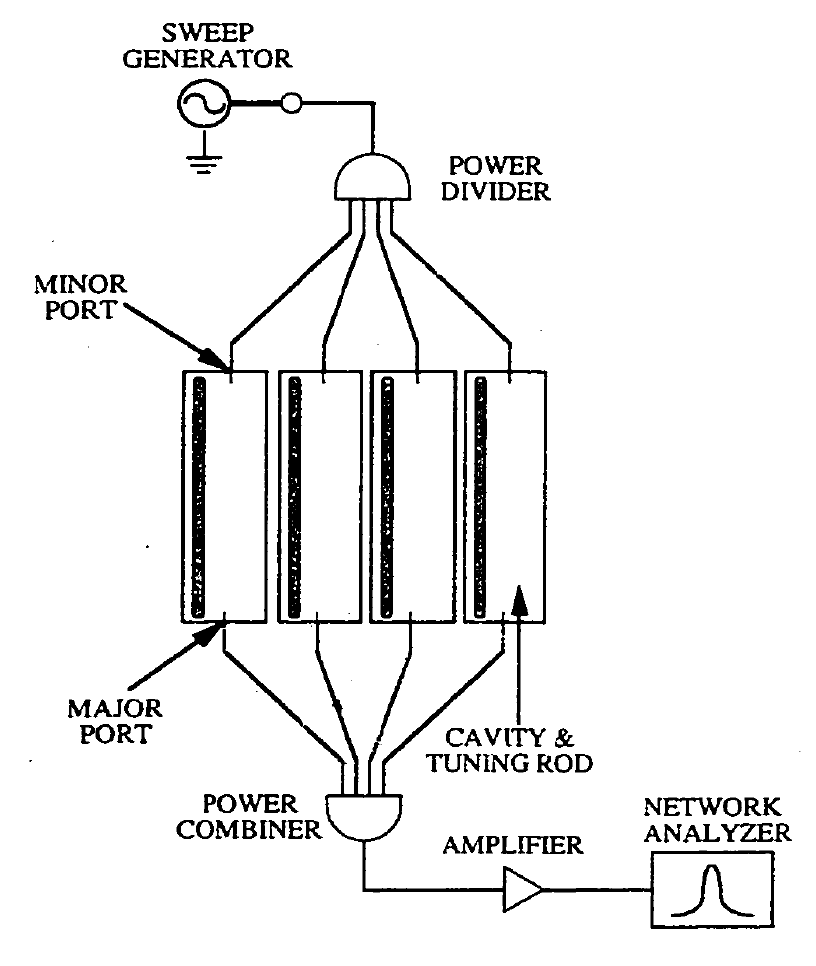 SWEEP
GENERATOR
POWER
DIVIDER
MINOR
PORT
MAJOR
PORT
CAVITY &
TUNING ROD
POWER
COMBINER
AMPLIFIER
NETWORK
ANALYZER